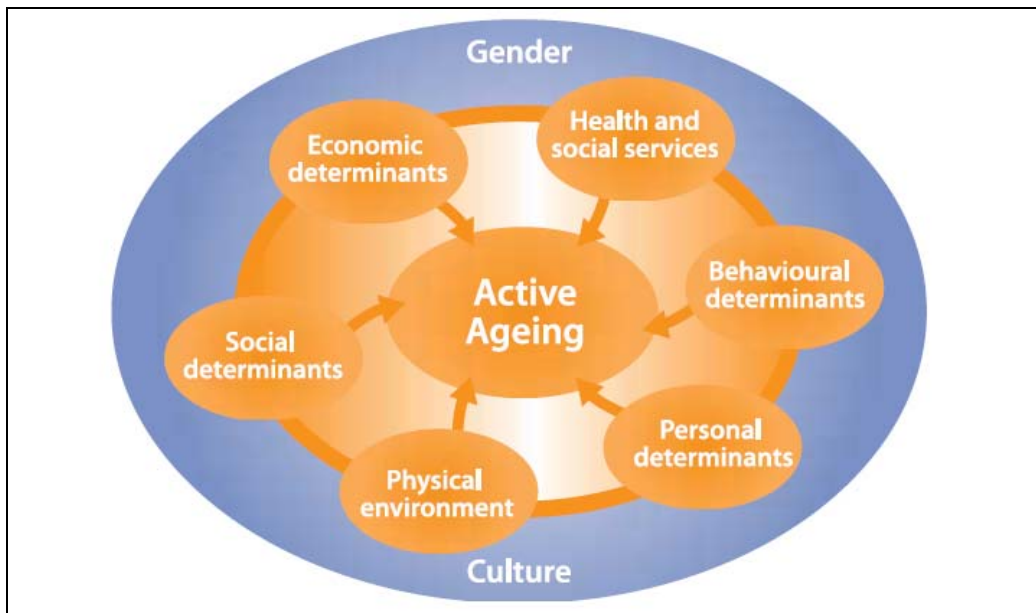 Gender
Economic
determinants
Health and
social services
Behavioural
determinants
Active
Ageing
Social
determinants
Personal
determinants
Physical
environment
Culture